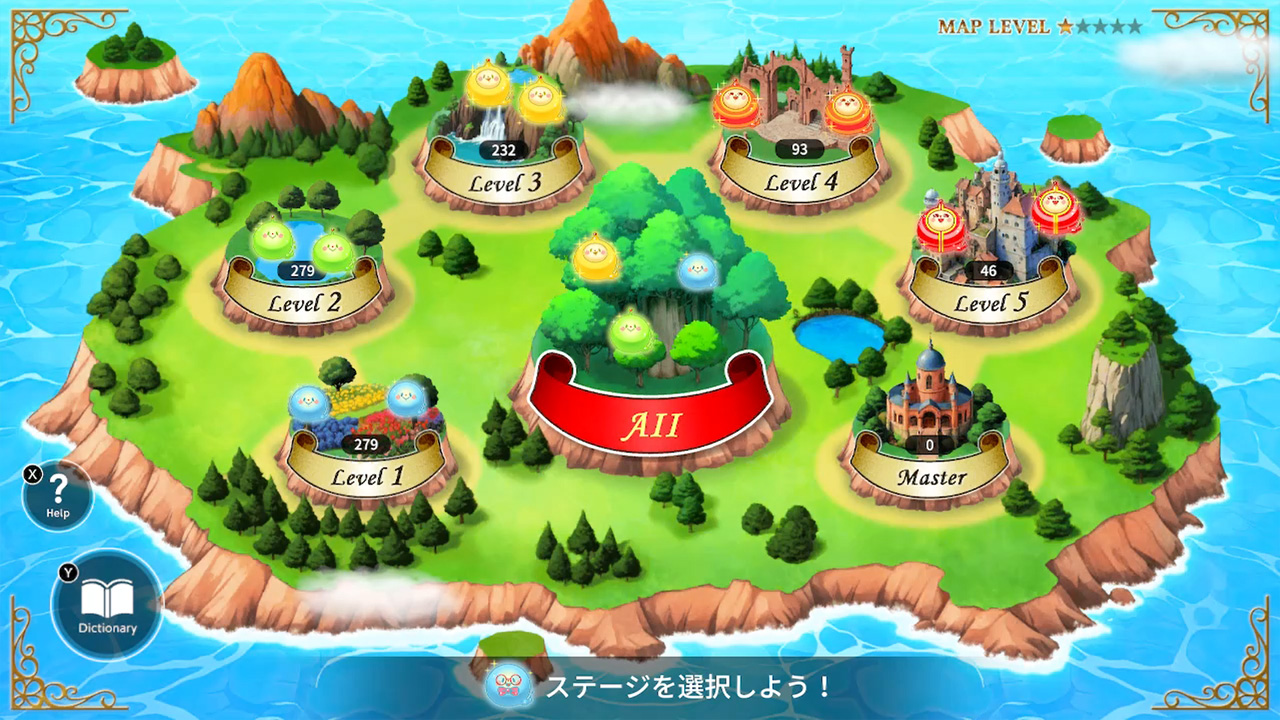 MAP LEVEL
232
Level 3
93
Level 4
279
Level 2
46
Level 5
All
279
Level 1
0
Master
X
?
Help
Y
Dictionary
ステージを選択しよう!